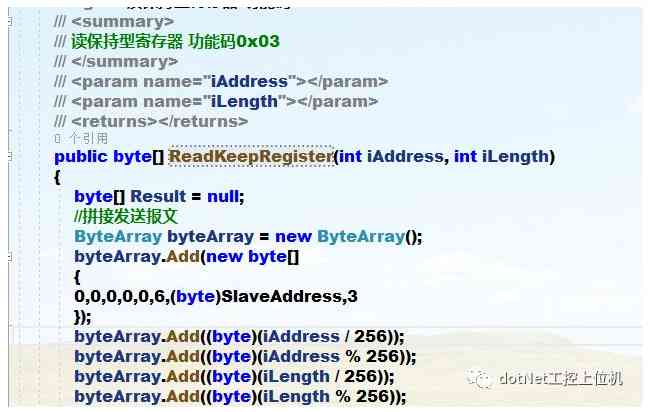 /// <summary>
/// 读保持型寄存器 功能码0x03
/// </summary>
/// <param name="iAddress"></param>
/// <param name="iLength"></param>
/// <returns></returns>
0 个引用
public byte[] ReadKeepRegister(int iAddress, int iLength)
{
byte[] Result = null;
//拼接发送报文
ByteArray byteArray = new ByteArray();
byteArray.Add(new byte[]
{
0,0,0,0,0,6,(byte)SlaveAddress,3
});
byteArray.Add((byte)(iAddress / 256));
byteArray.Add((byte)(iAddress % 256));
byteArray.Add((byte)(iLength / 256));
byteArray.Add((byte)(iLength % 256));
dotNet工控上位机